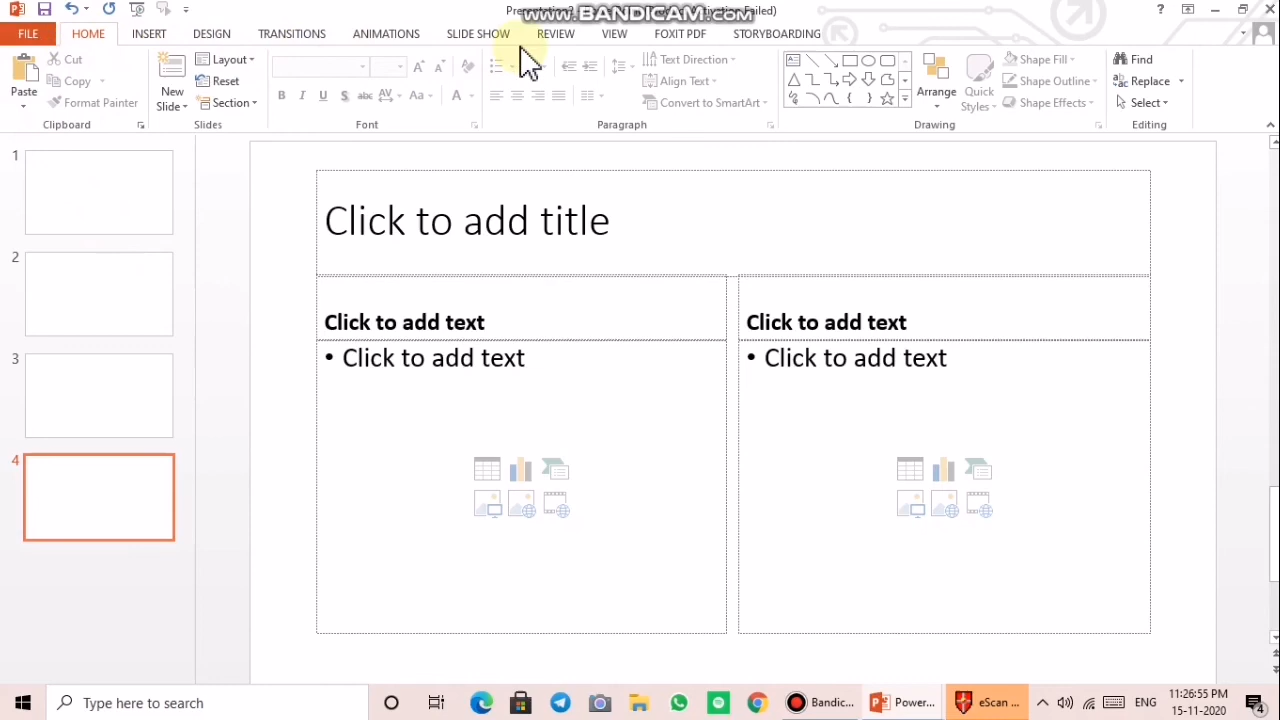 www.BANDICAM.com
FILE HOME INSERT DESIGN TRANSITIONS ANIMATIONS SLIDE SHOW REVIEW VIEW FOXIT PDF STORYBOARDING
Paste
Cut
Copy
Format Painter
Clipboard
New
Slide
Layout
Reset
Section
Slides
B I U S abc AV Aa A
Font
Text Direction
Align Text
Convert to SmartArt
Paragraph
Arrange
Quick
Styles
Shape Fill
Shape Outline
Shape Effects
Drawing
Find
Replace
Select
Editing
1
2
3
4
Click to add title
Click to add text
• Click to add text
Click to add text
• Click to add text
Type here to search
Bandic...
Power...
eScan ...
ENG
11:26:55 PM
15-11-2020
4